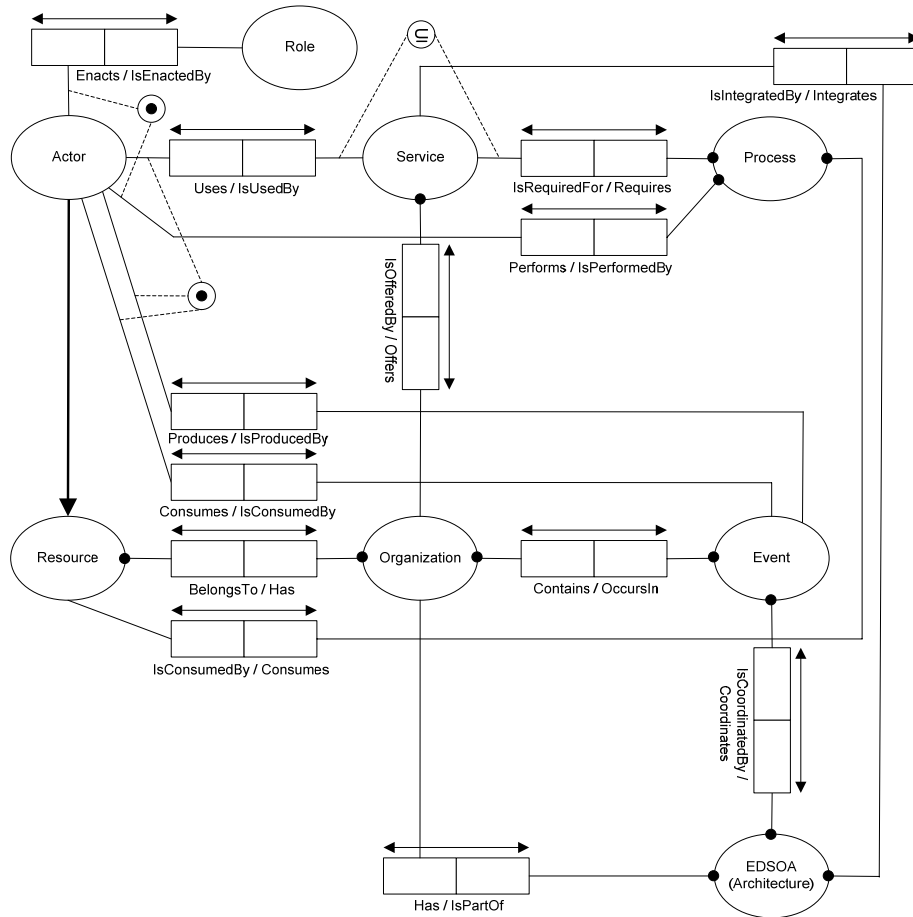 Role
Enacts / IsEnactedBy
UI
IsIntegratedBy / Integrates
Actor
Service
Process
Uses / IsUsedBy
IsRequiredFor / Requires
Performs / IsPerformedBy
IsOfferedBy / Offers
Produces / IsProducedBy
Consumes / IsConsumedBy
Resource
Organization
Event
BelongsTo / Has
Contains / OccursIn
IsConsumedBy / Consumes
IsCoordinatedBy /
Coordinates
EDSOA
(Architecture)
Has / IsPartOf